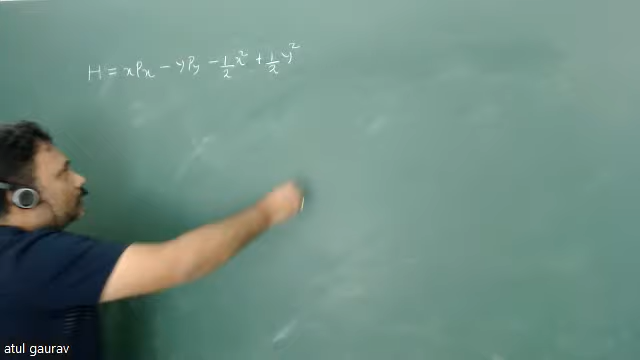 H = xPx - yPy - 1/2 x² + 1/2 y²
atul gaurav